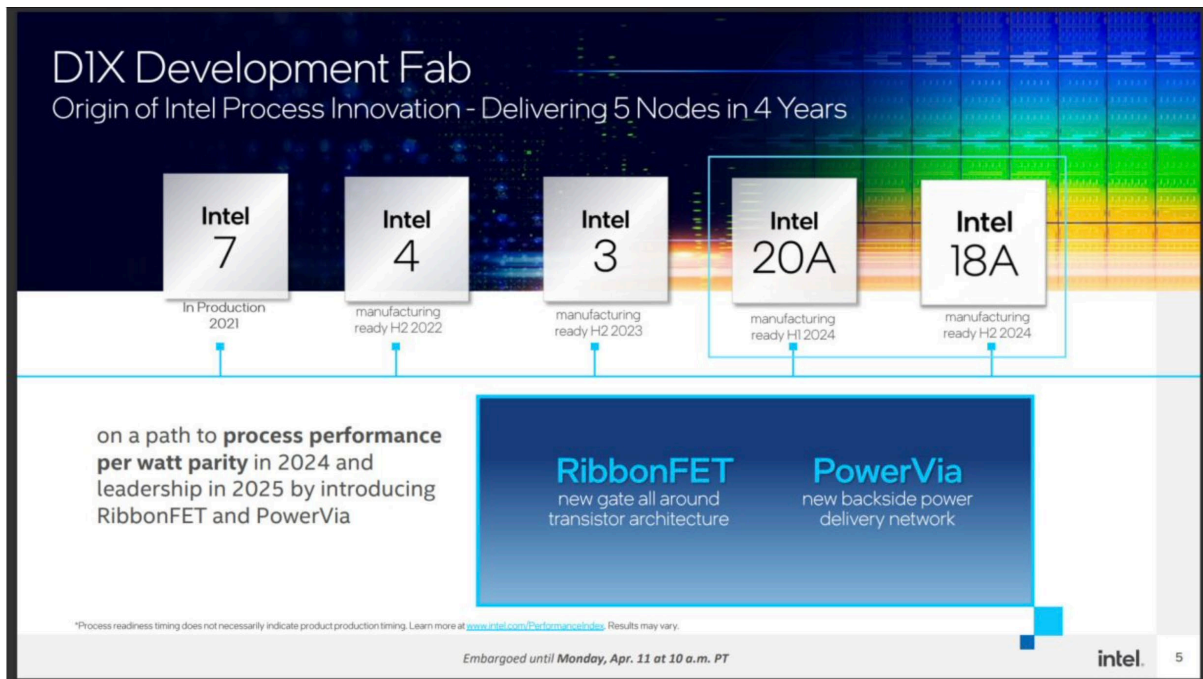 D1X Development Fab
Origin of Intel Process Innovation - Delivering 5 Nodes in 4 Years
Intel
7
In Production
2021
Intel
4
manufacturing
ready H2 2022
Intel
3
manufacturing
ready H2 2023
Intel
20A
manufacturing
ready H1 2024
Intel
18A
manufacturing
ready H2 2024
on a path to process performance
per watt parity in 2024 and
leadership in 2025 by introducing
RibbonFET and PowerVia
RibbonFET
new gate all around
transistor architecture
PowerVia
new backside power
delivery network
*Process readiness timing does not necessarily indicate product production timing. Learn more at www.intel.com/PerformanceIndex. Results may vary.
Embargoed until Monday, Apr. 11 at 10 a.m. PT
intel.
5